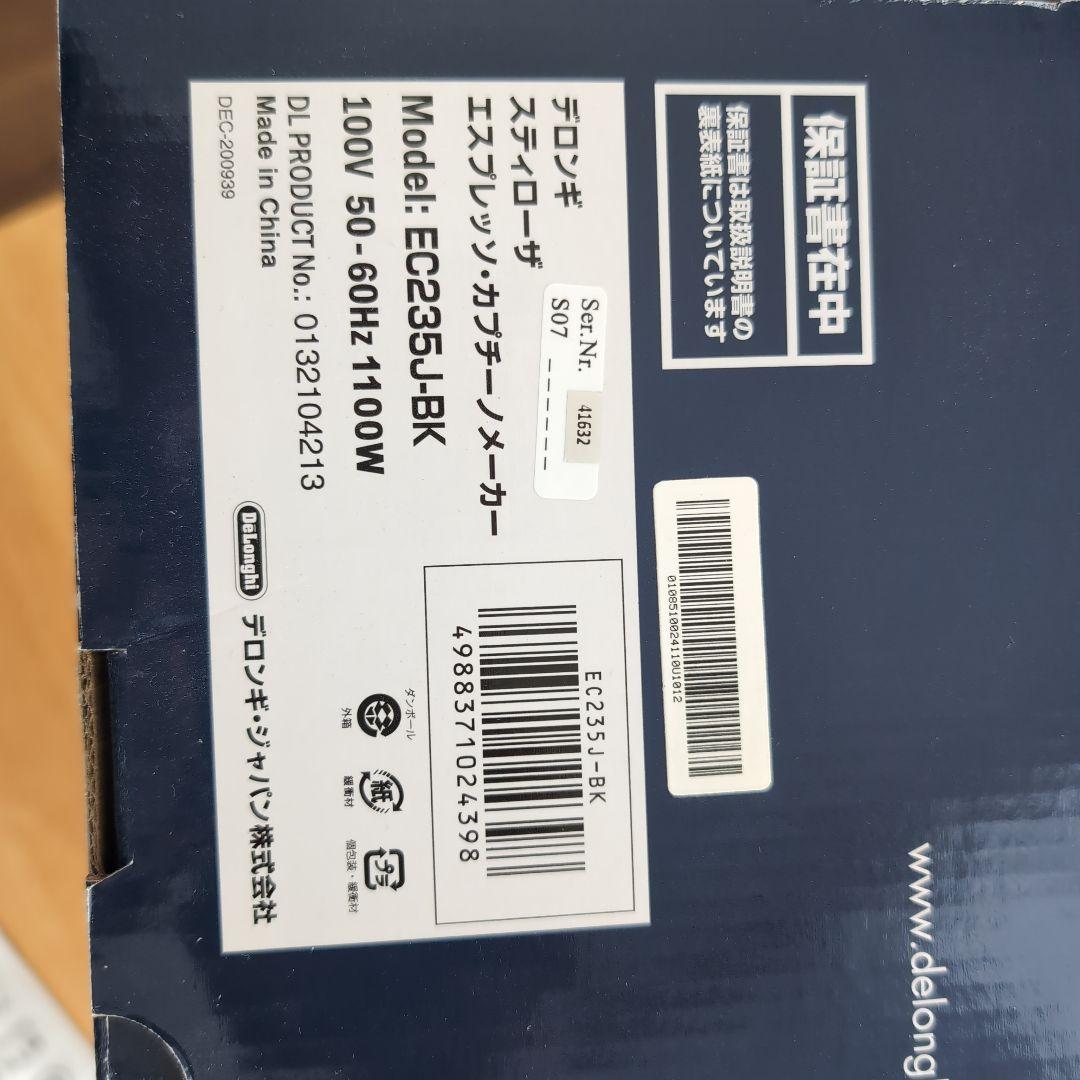 保証書在中
保証書は取扱説明書の
裏表紙についています
デロンギ
スティローザ
エスプレッソ・カプチーノメーカー
Model: EC235J-BK
100V 50-60Hz 1100W
DL PRODUCT No.: 0132104213
Made in China
DEC-200939
Ser.Nr.
S07 _ _ _ _ _ _
41632
0108510024110U1012
EC235J-BK
4988371024398
ダンボール
外箱
紙
緩衝材
プラ
個包装・緩衝材
DeLonghi
デロンギ・ジャパン株式会社
www.delong